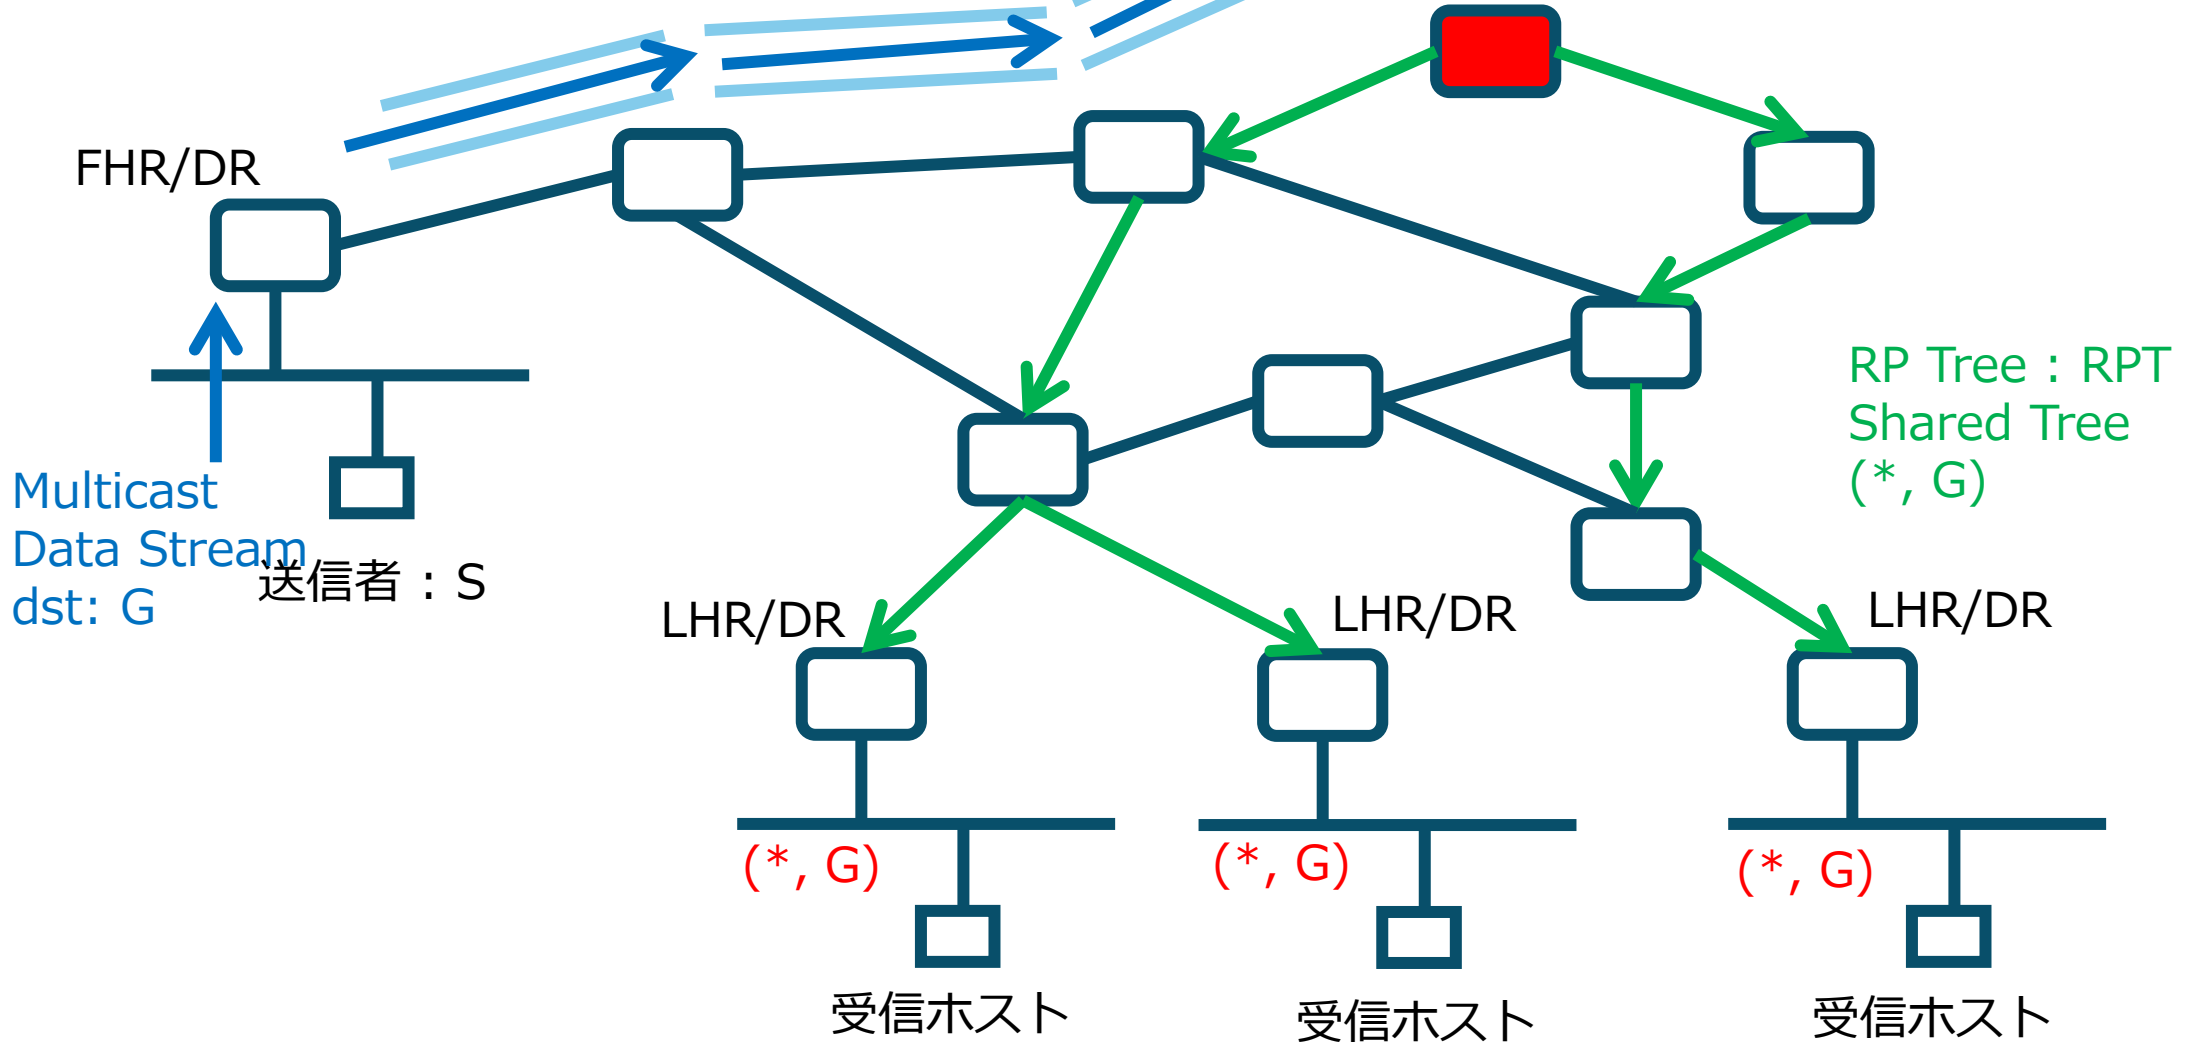 FHR/DR
Multicast
Data Stream
dst: G
送信者：S
RP Tree : RPT
Shared Tree
(*, G)
LHR/DR
LHR/DR
LHR/DR
(*, G)
(*, G)
(*, G)
受信ホスト
受信ホスト
受信ホスト